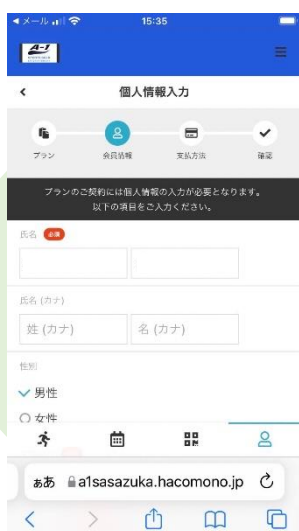 ◀メール
15:35
A-1
個人情報入力
プラン
会員情報
支払方法
確認
プランのご契約には個人情報の入力が必要となります。
以下の項目をご入力ください。
氏名 必須
氏名 (カナ)
姓 (カナ)
名 (カナ)
性別
男性
女性
ああ
a1sasazuka.hacomono.jp